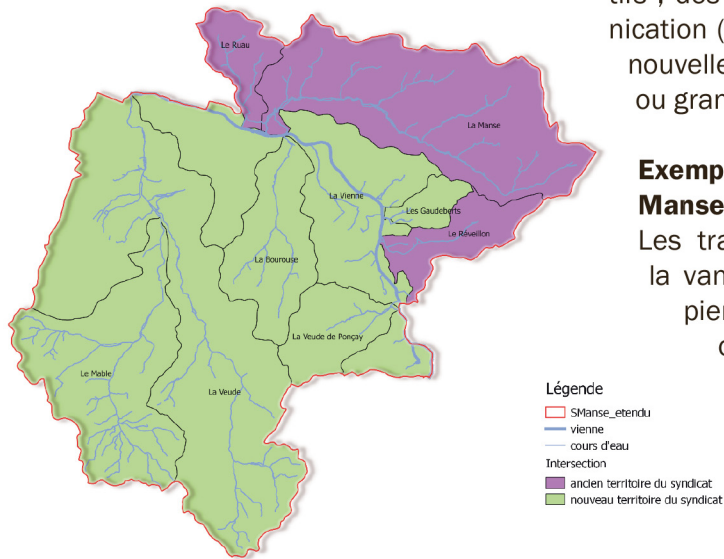 Le Ruau
La Manse
La Vienne
Les Gaudeberts
Le Réveillon
La Bourouse
La Veude de Ponçay
Le Mable
La Veude
nication (
nouvelle
ou gran
Exemp
Manse
Les tra
la van
pier
Légende
SManse_etendu
vienne
cours d'eau
Intersection
ancien territoire du syndicat
nouveau territoire du syndicat